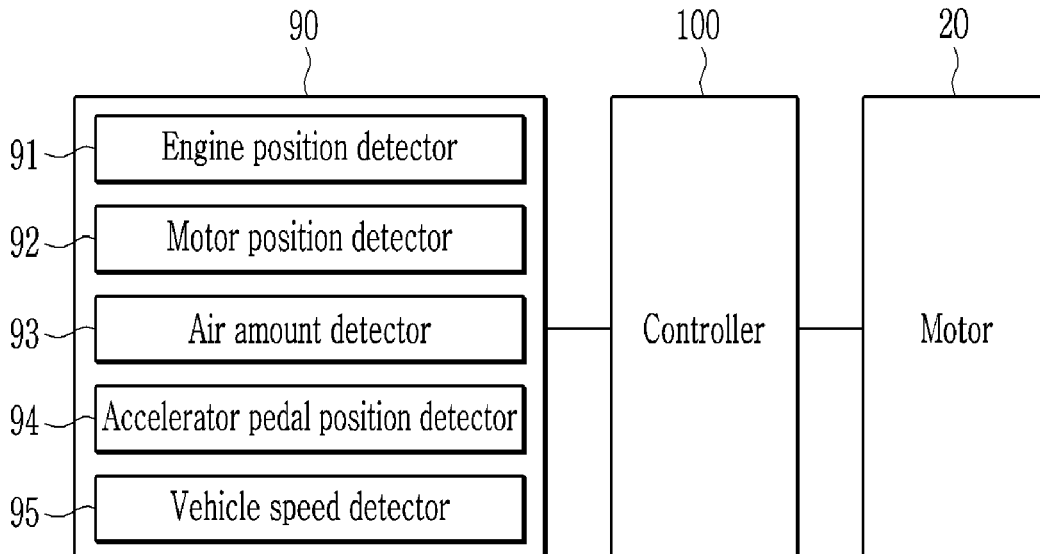 90
100
20
91
Engine position detector
92
Motor position detector
93
Air amount detector
Controller
Motor
94
Accelerator pedal position detector
95
Vehicle speed detector